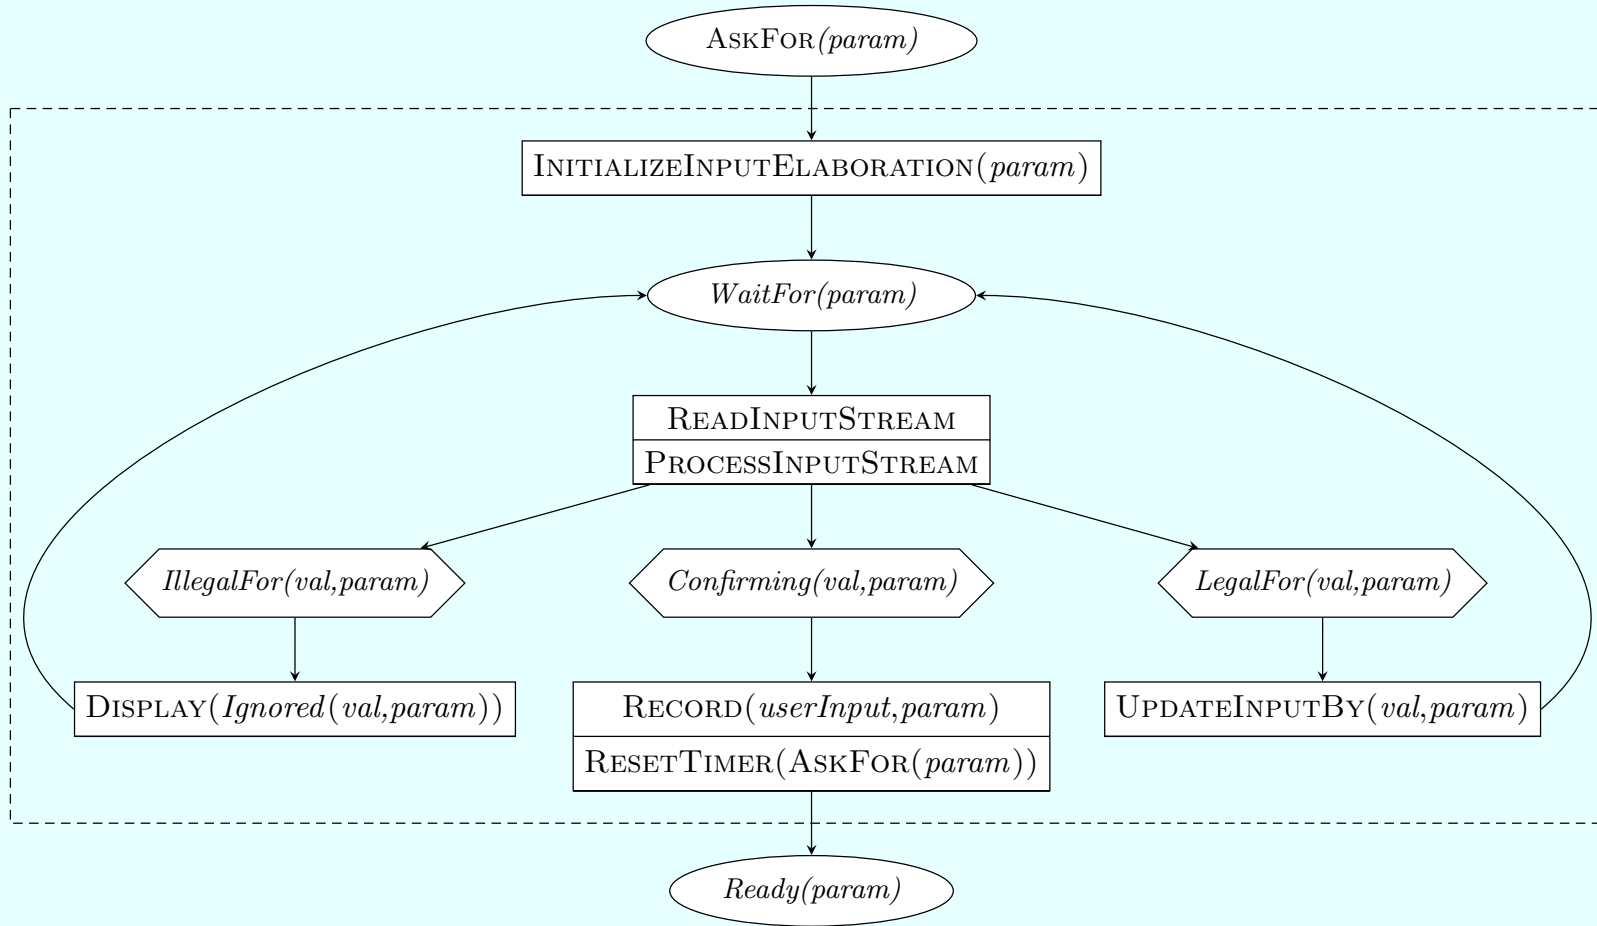 AskFor(param)
InitializeInputElaboration(param)
WaitFor(param)
ReadInputStream
ProcessInputStream
IllegalFor(val,param)
Confirming(val,param)
LegalFor(val,param)
Display(Ignored(val,param))
Record(userInput,param)
UpdateInputBy(val,param)
ResetTimer(AskFor(param))
Ready(param)